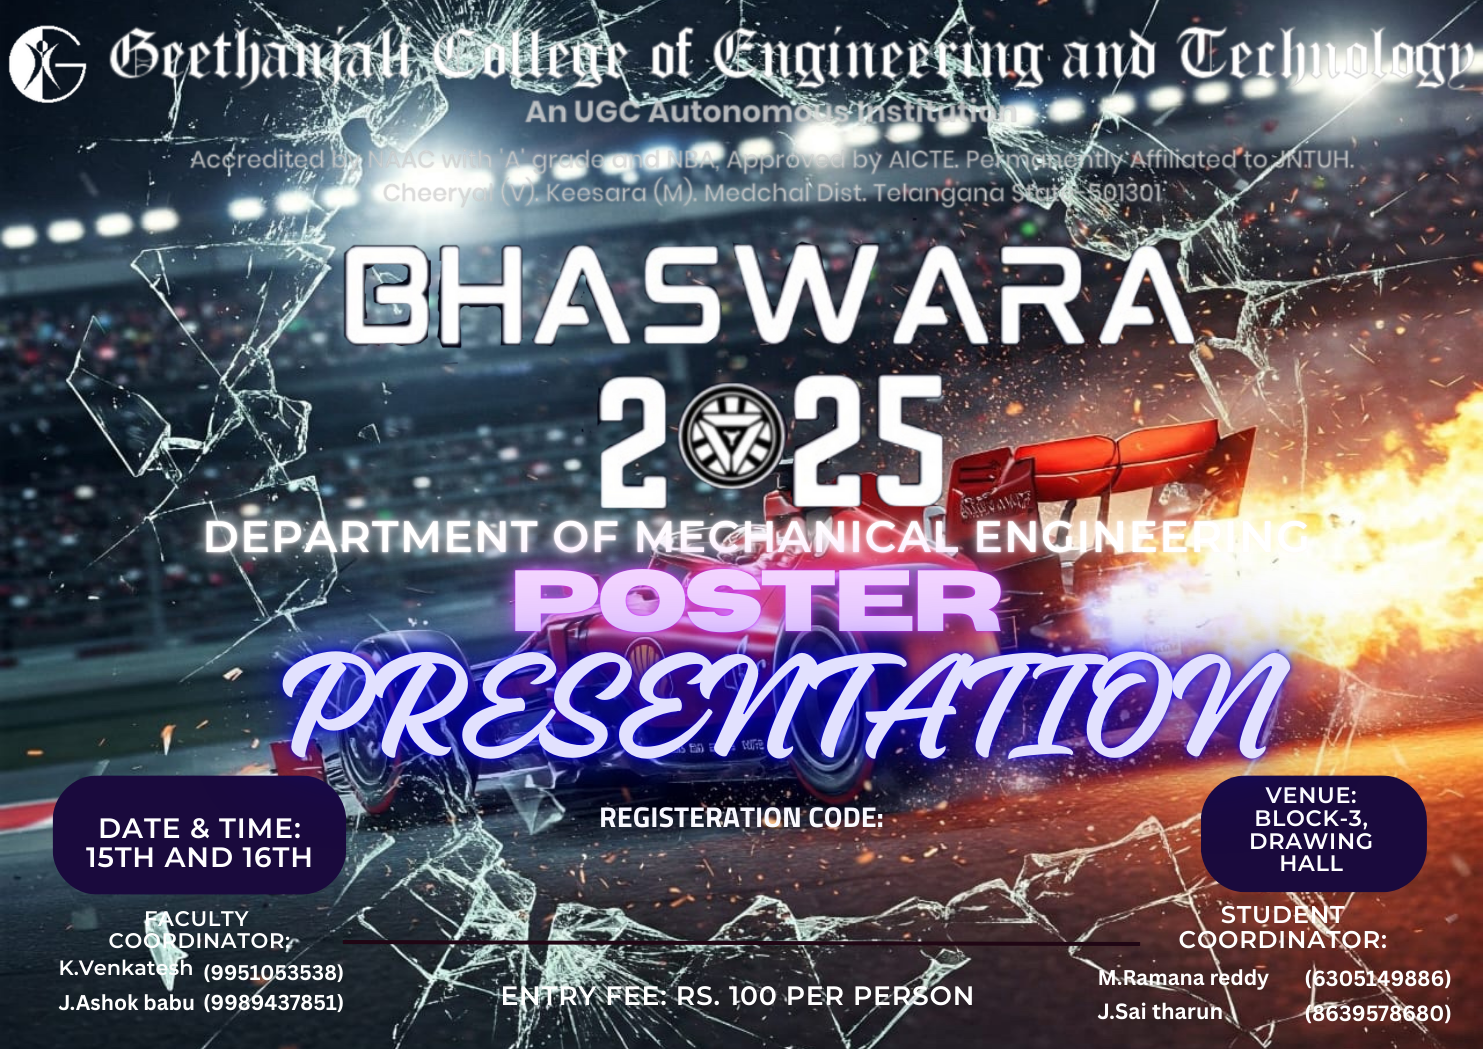 Geethanjali College of Engineering and Technology
An UGC Autonomous Institution
Accredited by NAAC with 'A' grade and NBA, Approved by AICTE. Permanently Affiliated to JNTUH.
Cheeryal (V). Keesara (M). Medchal Dist. Telangana State. 501301
BHASWARA
2025
DEPARTMENT OF MECHANICAL ENGINEERING
POSTER
PRESENTATION
REGISTERATION CODE:
DATE & TIME:
15TH AND 16TH
VENUE:
BLOCK-3,
DRAWING
HALL
FACULTY
COORDINATOR:
K.Venkatesh (9951053538)
J.Ashok babu (9989437851)
ENTRY FEE: RS. 100 PER PERSON
STUDENT
COORDINATOR:
M.Ramana reddy (6305149886)
J.Sai tharun (8639578680)